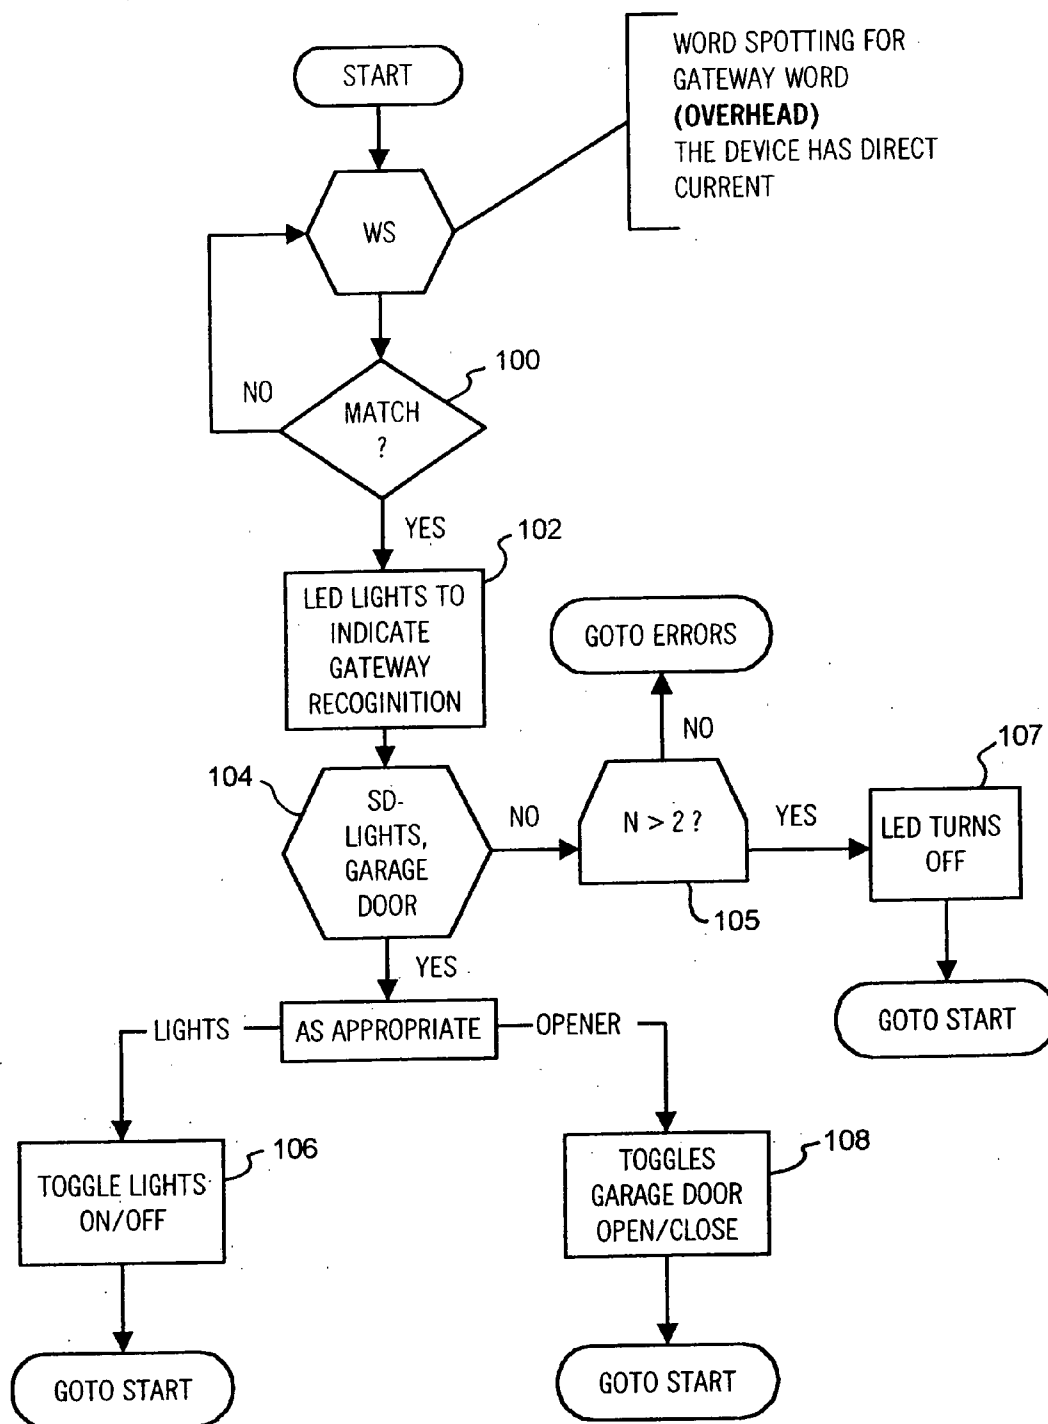 START
WORD SPOTTING FOR
GATEWAY WORD
(OVERHEAD)
THE DEVICE HAS DIRECT
CURRENT
WS
100
NO
MATCH
?
YES
102
LED LIGHTS TO
INDICATE
GATEWAY
RECOGINITION
GOTO ERRORS
NO
107
104
SD-
LIGHTS,
GARAGE
DOOR
NO
N > 2 ?
YES
LED TURNS
OFF
105
YES
GOTO START
LIGHTS
AS APPROPRIATE
OPENER
106
TOGGLE LIGHTS
ON/OFF
108
TOGGLES
GARAGE DOOR
OPEN/CLOSE
GOTO START
GOTO START